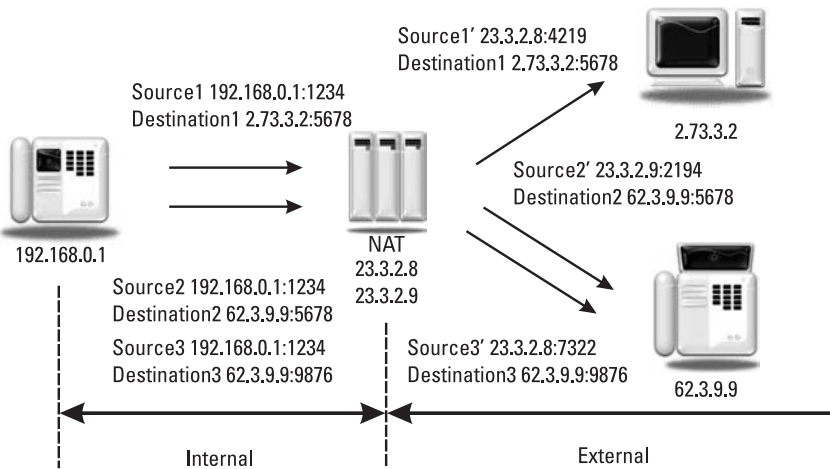 Source1′ 23.3.2.8:4219
Destination1 2.73.3.2:5678
Source1 192.168.0.1:1234
Destination1 2.73.3.2:5678
2.73.3.2
Source2′ 23.3.2.9:2194
Destination2 62.3.9.9:5678
192.168.0.1
NAT
23.3.2.8
23.3.2.9
Source2 192.168.0.1:1234
Destination2 62.3.9.9:5678
Source3 192.168.0.1:1234
Destination3 62.3.9.9:9876
Source3′ 23.3.2.8:7322
Destination3 62.3.9.9:9876
62.3.9.9
Internal
External